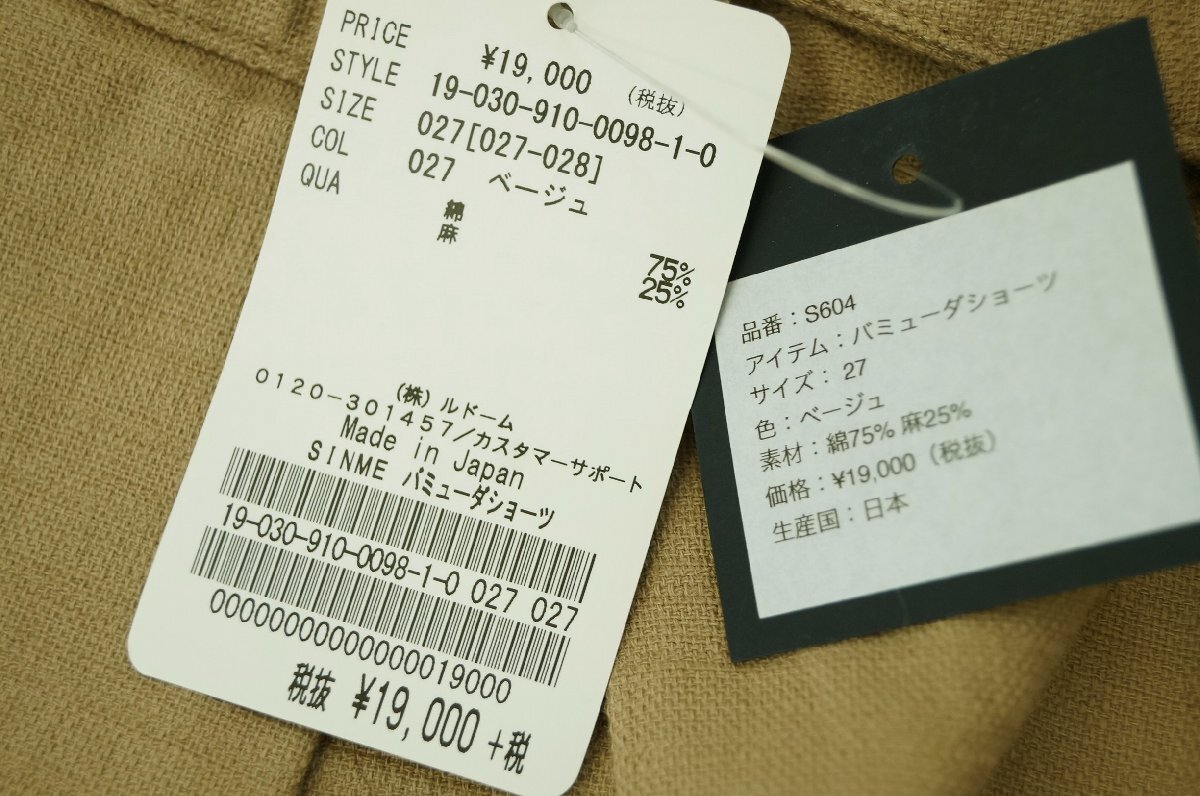 PRICE ¥19,000 (税抜)
STYLE 19-030-910-0098-1-0
SIZE 027[027-028]
COL 027 ベージュ
QUA
綿 75%
麻 25%
(株)ルドーム
0120-301457/カスタマーサポート
Made in Japan
SINME バミューダショーツ
19-030-910-0098-1-0 027 027
0000000000000019000
税抜 ¥19,000 +税
品番：S604
アイテム：バミューダショーツ
サイズ： 27
色：ベージュ
素材：綿75% 麻25%
価格：¥19,000（税抜）
生産国：日本